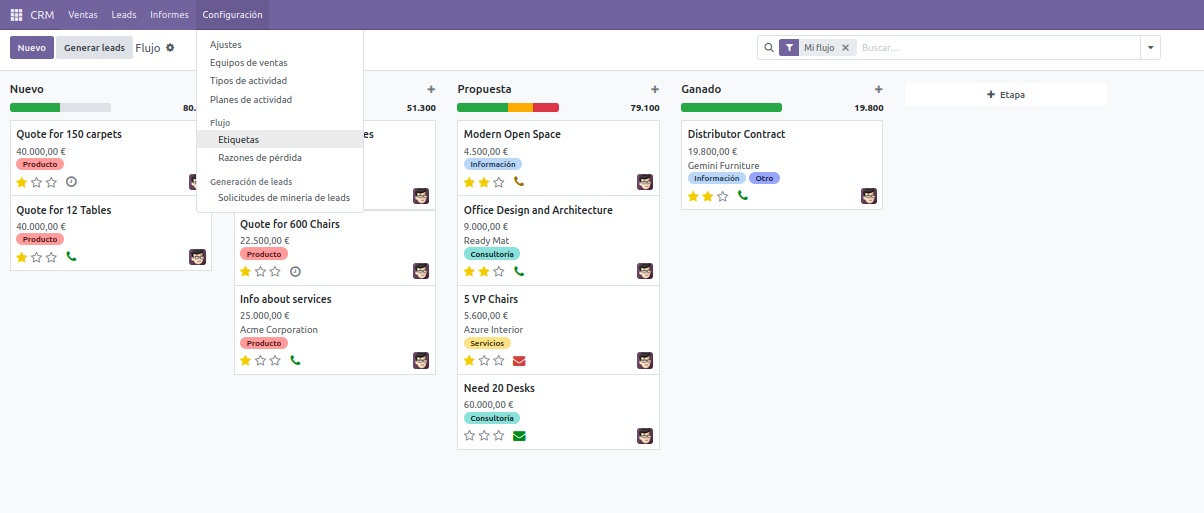 CRM Ventas Leads Informes Configuración
Nuevo Generar leads Flujo
Mi flujo × Buscar...
Ajustes
Equipos de ventas
Tipos de actividad
Planes de actividad
Flujo
Etiquetas
Razones de pérdida
Generación de leads
Solicitudes de minería de leads
Nuevo
80.
Quote for 150 carpets
40.000,00 €
Producto
Quote for 12 Tables
40.000,00 €
Producto
+
51.300
es
Quote for 600 Chairs
22.500,00 €
Producto
Info about services
25.000,00 €
Acme Corporation
Producto
Propuesta +
79.100
Modern Open Space
4.500,00 €
Información
Office Design and Architecture
9.000,00 €
Ready Mat
Consultoría
5 VP Chairs
5.600,00 €
Azure Interior
Servicios
Need 20 Desks
60.000,00 €
Consultoría
Ganado +
19.800
Distributor Contract
19.800,00 €
Gemini Furniture
Información Otro
+ Etapa